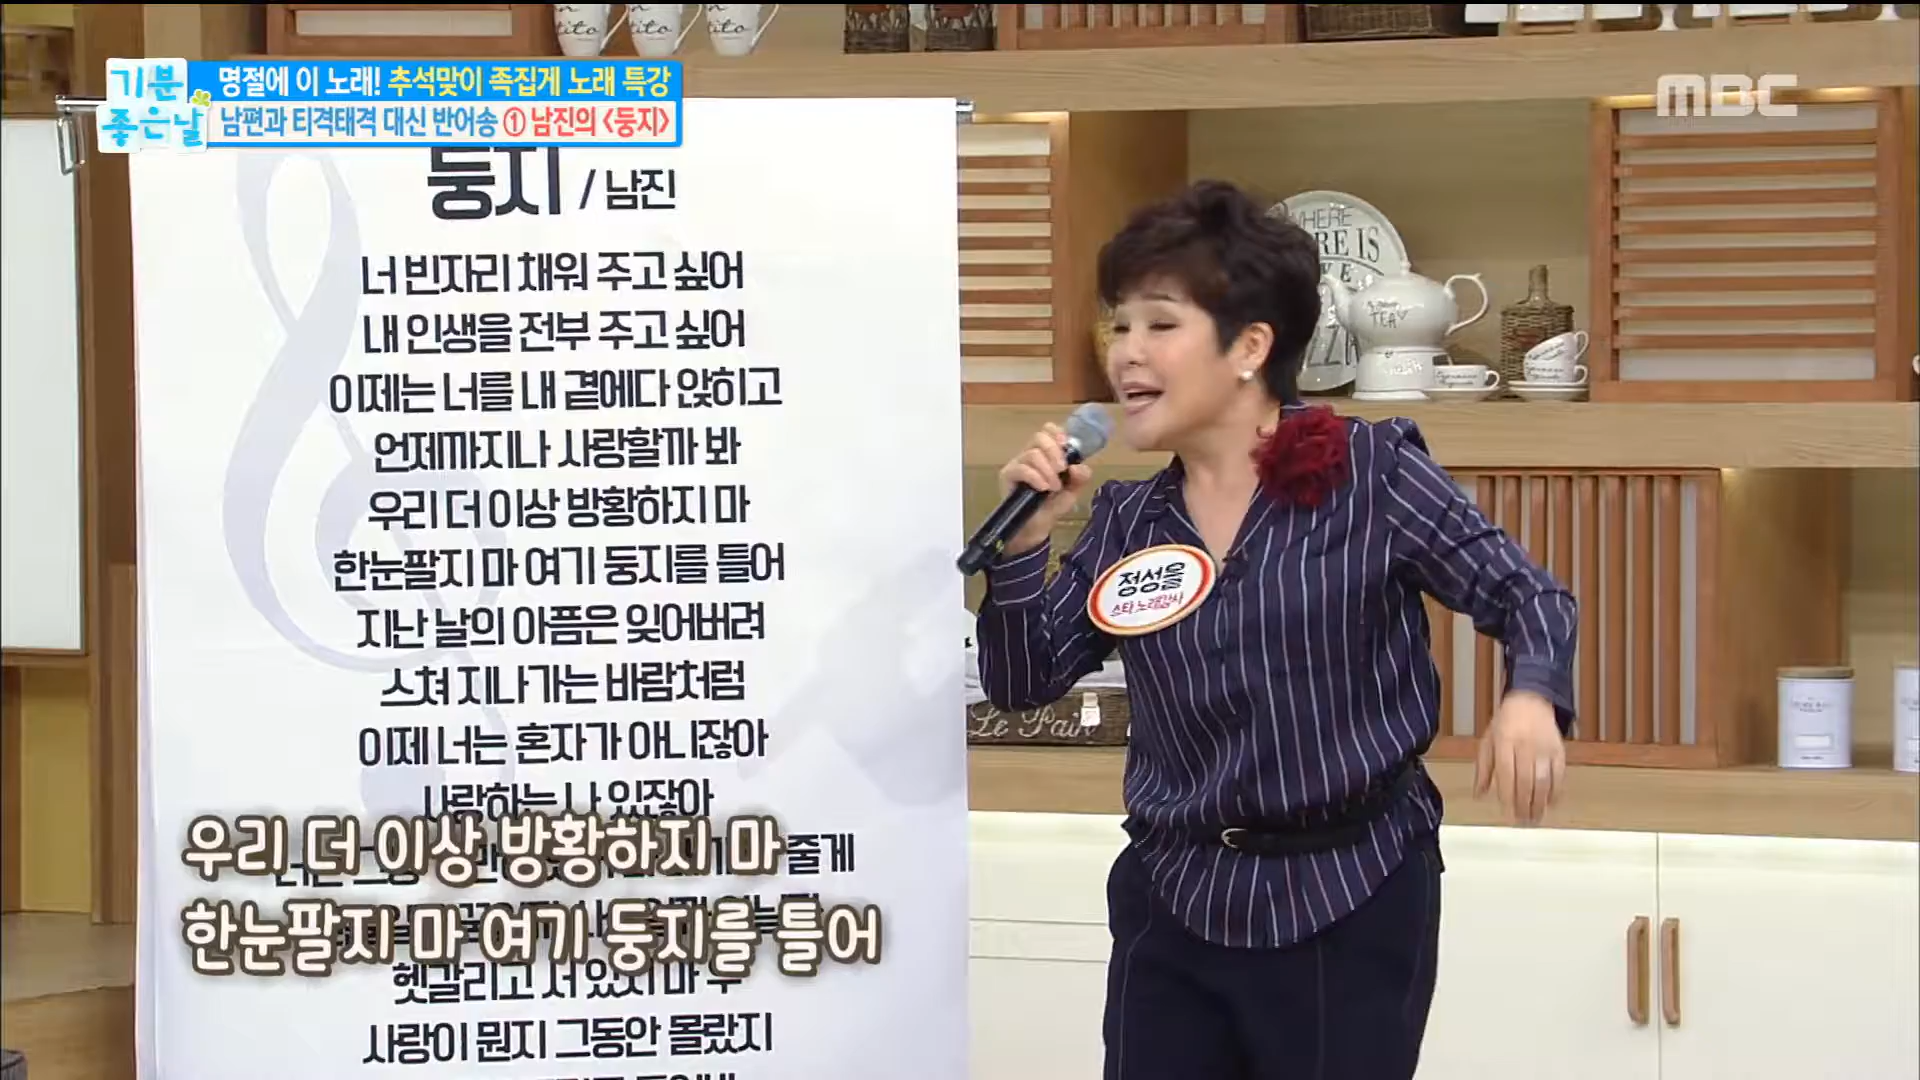 기분
좋은날
명절에 이 노래! 추석맞이 족집게 노래 특강
남편과 티격태격 대신 반어송 ① 남진의 <둥지>
MBC
둥지 / 남진
너 빈자리 채워 주고 싶어
내 인생을 전부 주고 싶어
이제는 너를 내 곁에다 앉히고
언제까지나 사랑할까 봐
우리 더 이상 방황하지 마
한눈팔지 마 여기 둥지를 틀어
지난 날의 아픔은 잊어버려
스쳐 지나가는 바람처럼
이제 너는 혼자가 아니잖아
사랑하는 나 있잖아
줄게
헷갈리고 서 있지 마
사랑이 뭔지 그동안 몰랐지
우리 더 이상 방황하지 마
한눈팔지 마 여기 둥지를 틀어
정성을
스타 노래강사
WHERE
TEA
Le Pain